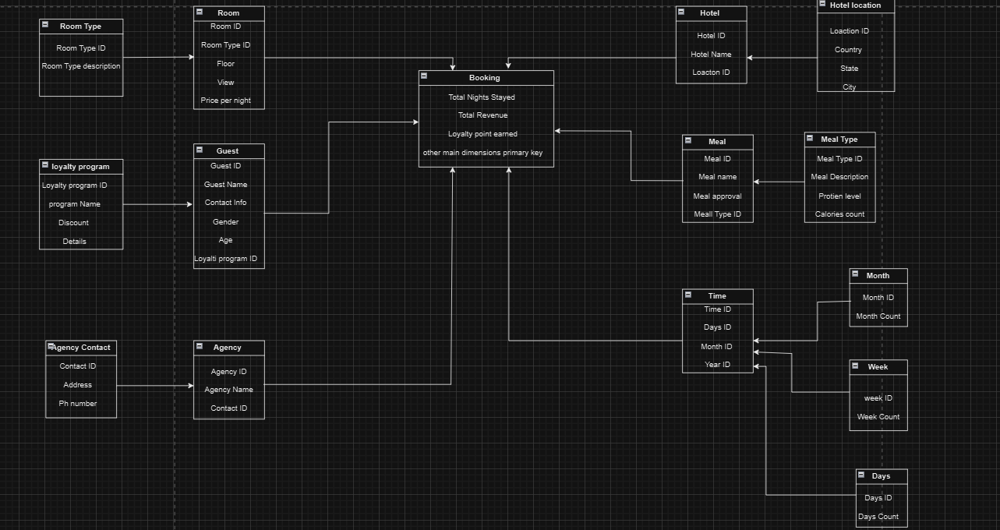 Room Type
Room Type ID
Room Type description
Room
Room ID
Room Type ID
Floor
View
Price per night
Booking
Total Nights Stayed
Total Revenue
Loyalty point earned
other main dimensions primary key
Hotel
Hotel ID
Hotel Name
Loacton ID
Hotel location
Loaction ID
Country
State
City
loyalty program
Loyalty program ID
program Name
Discount
Details
Guest
Guest ID
Guest Name
Contact Info
Gender
Age
Loyalti program ID
Meal
Meal ID
Meal name
Meal approval
Meall Type ID
Meal Type
Meal Type ID
Meal Description
Protien level
Calories count
Agency Contact
Contact ID
Address
Ph number
Agency
Agency ID
Agency Name
Contact ID
Time
Time ID
Days ID
Month ID
Year ID
Month
Month ID
Month Count
Week
week ID
Week Count
Days
Days ID
Days Count